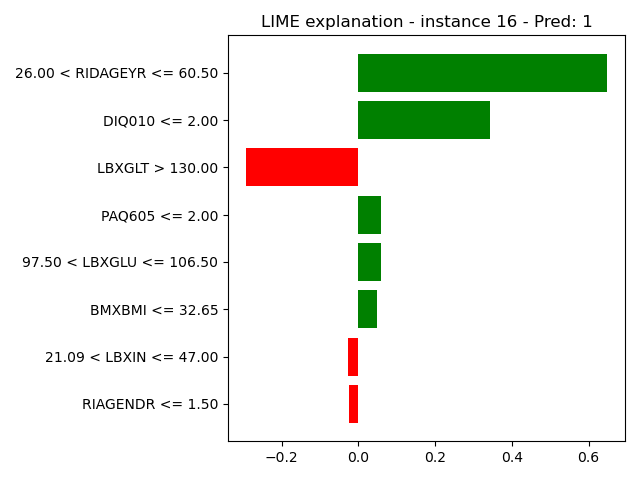 LIME explanation - instance 16 - Pred: 1
26.00 < RIDAGEYR <= 60.50
DIQ010 <= 2.00
LBXGLT > 130.00
PAQ605 <= 2.00
97.50 < LBXGLU <= 106.50
BMXBMI <= 32.65
21.09 < LBXIN <= 47.00
RIAGENDR <= 1.50
−0.2 0.0 0.2 0.4 0.6